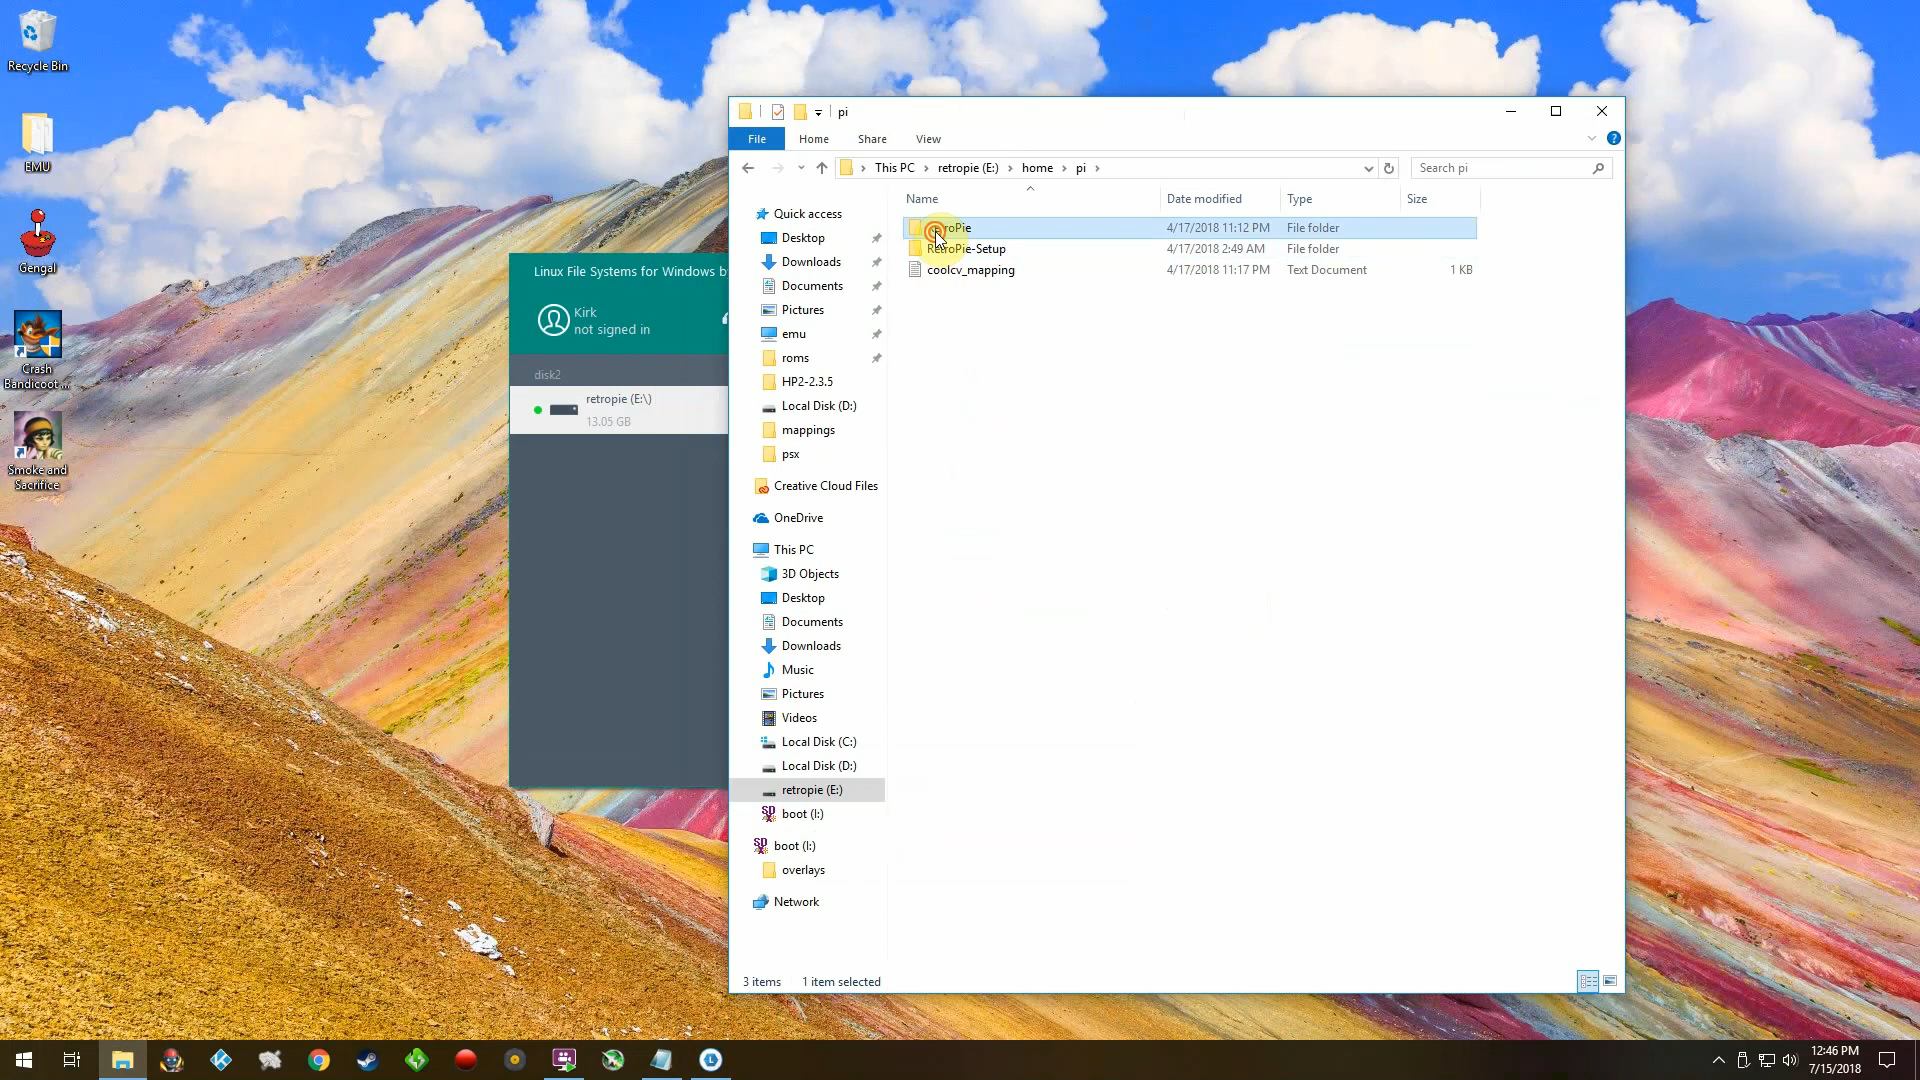 Recycle Bin
EMU
Gengal
Crash
Bandicoot ...
Smoke and
Sacrifice
Linux File Systems for Windows b
Kirk
not signed in
disk2
retropie (E:\)
13.05 GB
pi
File Home Share View
This PC retropie (E:) home pi
Search pi
Name Date modified Type Size
4/17/2018 11:12 PM File folder
RetroPie-Setup 4/17/2018 2:49 AM File folder
coolcv_mapping 4/17/2018 11:17 PM Text Document 1 KB
Quick access
Desktop
Downloads
Documents
Pictures
emu
roms
HP2-2.3.5
Local Disk (D:)
mappings
psx
Creative Cloud Files
OneDrive
This PC
3D Objects
Desktop
Documents
Downloads
Music
Pictures
Videos
Local Disk (C:)
Local Disk (D:)
retropie (E:)
boot (I:)
boot (I:)
overlays
Network
3 items 1 item selected
12:46 PM
7/15/2018